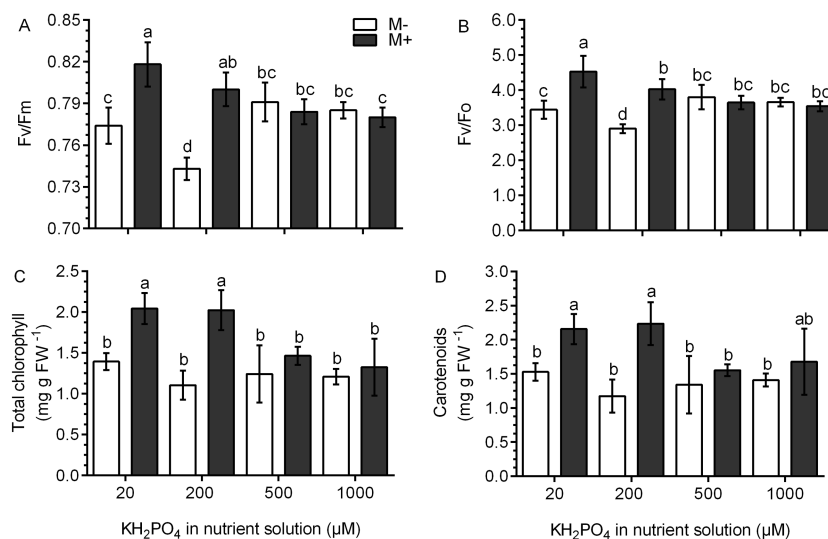 A
Fv/Fm
0.85
0.82
0.79
0.76
0.73
0.70
c
a
d
ab
bc
bc
bc
c
M-
M+
B
Fv/Fo
6.0
5.0
4.0
3.0
2.0
1.0
0.0
c
a
d
b
bc
bc
bc
bc
C
Total chlorophyll
(mg g FW⁻¹)
2.5
2.0
1.5
1.0
0.5
0.0
b
a
b
a
b
b
b
b
20
200
500
1000
KH₂PO₄ in nutrient solution (µM)
D
Carotenoids
(mg g FW⁻¹)
3.0
2.5
2.0
1.5
1.0
0.5
0.0
b
a
b
a
b
b
b
ab
20
200
500
1000
KH₂PO₄ in nutrient solution (µM)